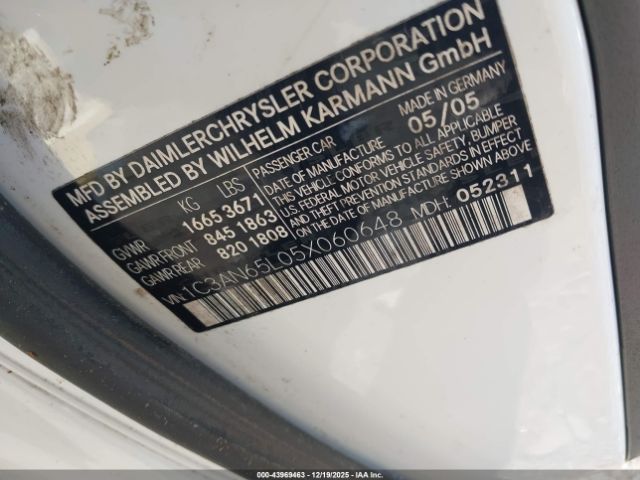 MFD BY DAIMLERCHRYSLER CORPORATION
ASSEMBLED BY WILHELM KARMANN GmbH
KG LBS
GVWR 1665 3671
GAWR FRONT 845 1863
GAWR REAR 820 1808
PASSENGER CAR MADE IN GERMANY
DATE OF MANUFACTURE 05/05
THIS VEHICLE CONFORMS TO ALL APPLICABLE
US FEDERAL MOTOR VEHICLE SAFETY, BUMPER
AND THEFT PREVENTION STANDARDS IN EFFECT
ON THE DATE OF MANUFACTURE SHOWN ABOVE
VIN: 1C3AN65L05X060648 MDH: 052311
00-43969463 | 12/19/2025 | IAA Inc.